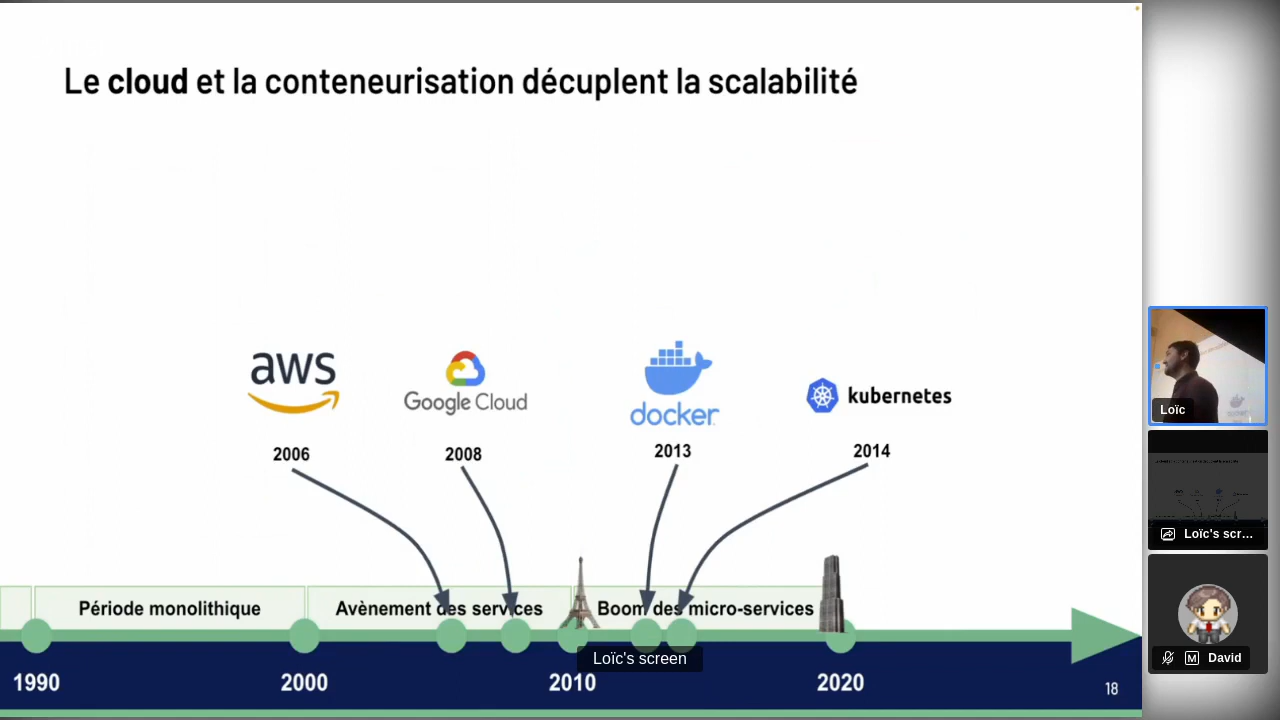 Le cloud et la conteneurisation décuplent la scalabilité
aws
Google Cloud
docker
kubernetes
2006
2008
2013
2014
Période monolithique
Avènement des services
Boom des micro-services
Loïc's screen
1990
2000
2010
2020
18
Loïc
Loïc's scr...
M
David